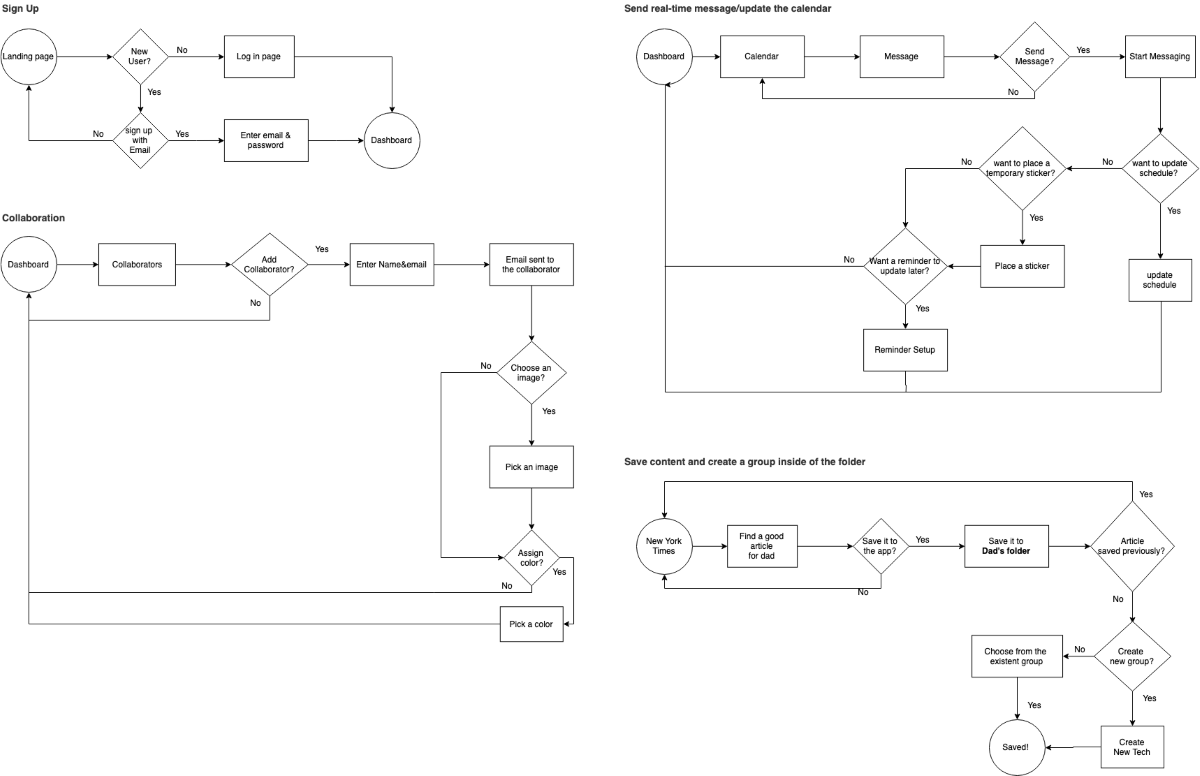 Sign Up
Landing page
New
User?
No
Log in page
Yes
sign up
with
Email
No
Yes
Enter email &
password
Dashboard
Collaboration
Dashboard
Collaborators
Add
Collaborator?
Yes
No
Enter Name&email
Email sent to
the collaborator
Choose an
image?
No
Yes
Pick an image
Assign
color?
Yes
No
Pick a color
Send real-time message/update the calendar
Dashboard
Calendar
Message
Send
Message?
Yes
No
Start Messaging
want to update
schedule?
No
Yes
want to place a
temporary sticker?
No
Yes
Place a sticker
update
schedule
Want a reminder to
update later?
No
Yes
Reminder Setup
Save content and create a group inside of the folder
New York
Times
Find a good
article
for dad
Save it to
the app?
Yes
No
Save it to
Dad's folder
Article
saved previously?
Yes
No
Create
new group?
No
Yes
Choose from the
existent group
Yes
Saved!
Create
New Tech